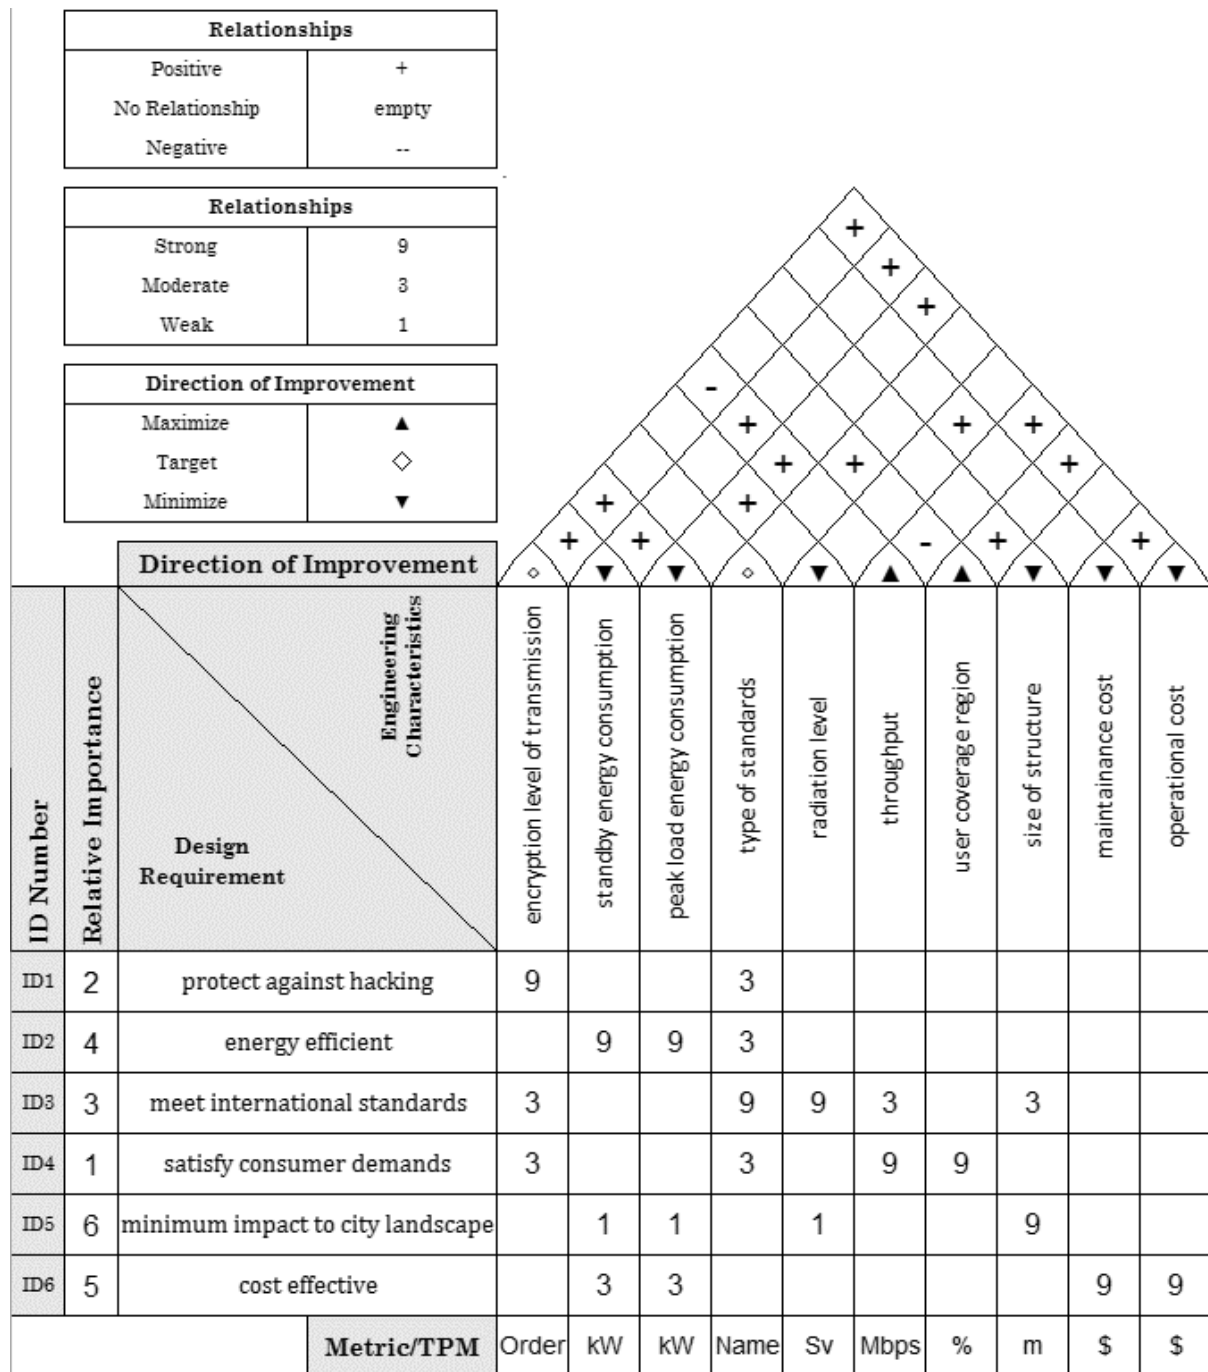 Relationships
Positive +
No Relationship empty
Negative --
Relationships
Strong 9
Moderate 3
Weak 1
Direction of Improvement
Maximize ▲
Target ◇
Minimize ▼
+
+
+
-
+ + +
+ + +
+ +
+ + - + +
Direction of Improvement ◇ ▼ ▼ ◇ ▼ ▲ ▲ ▼ ▼ ▼
ID Number
Relative Importance
Engineering
Characteristics
Design
Requirement
encryption level of transmission
standby energy consumption
peak load energy consumption
type of standards
radiation level
throughput
user coverage region
size of structure
maintainance cost
operational cost
ID1 2 protect against hacking 9 3
ID2 4 energy efficient 9 9 3
ID3 3 meet international standards 3 9 9 3 3
ID4 1 satisfy consumer demands 3 3 9 9
ID5 6 minimum impact to city landscape 1 1 1 9
ID6 5 cost effective 3 3 9 9
Metric/TPM Order kW kW Name Sv Mbps % m $ $